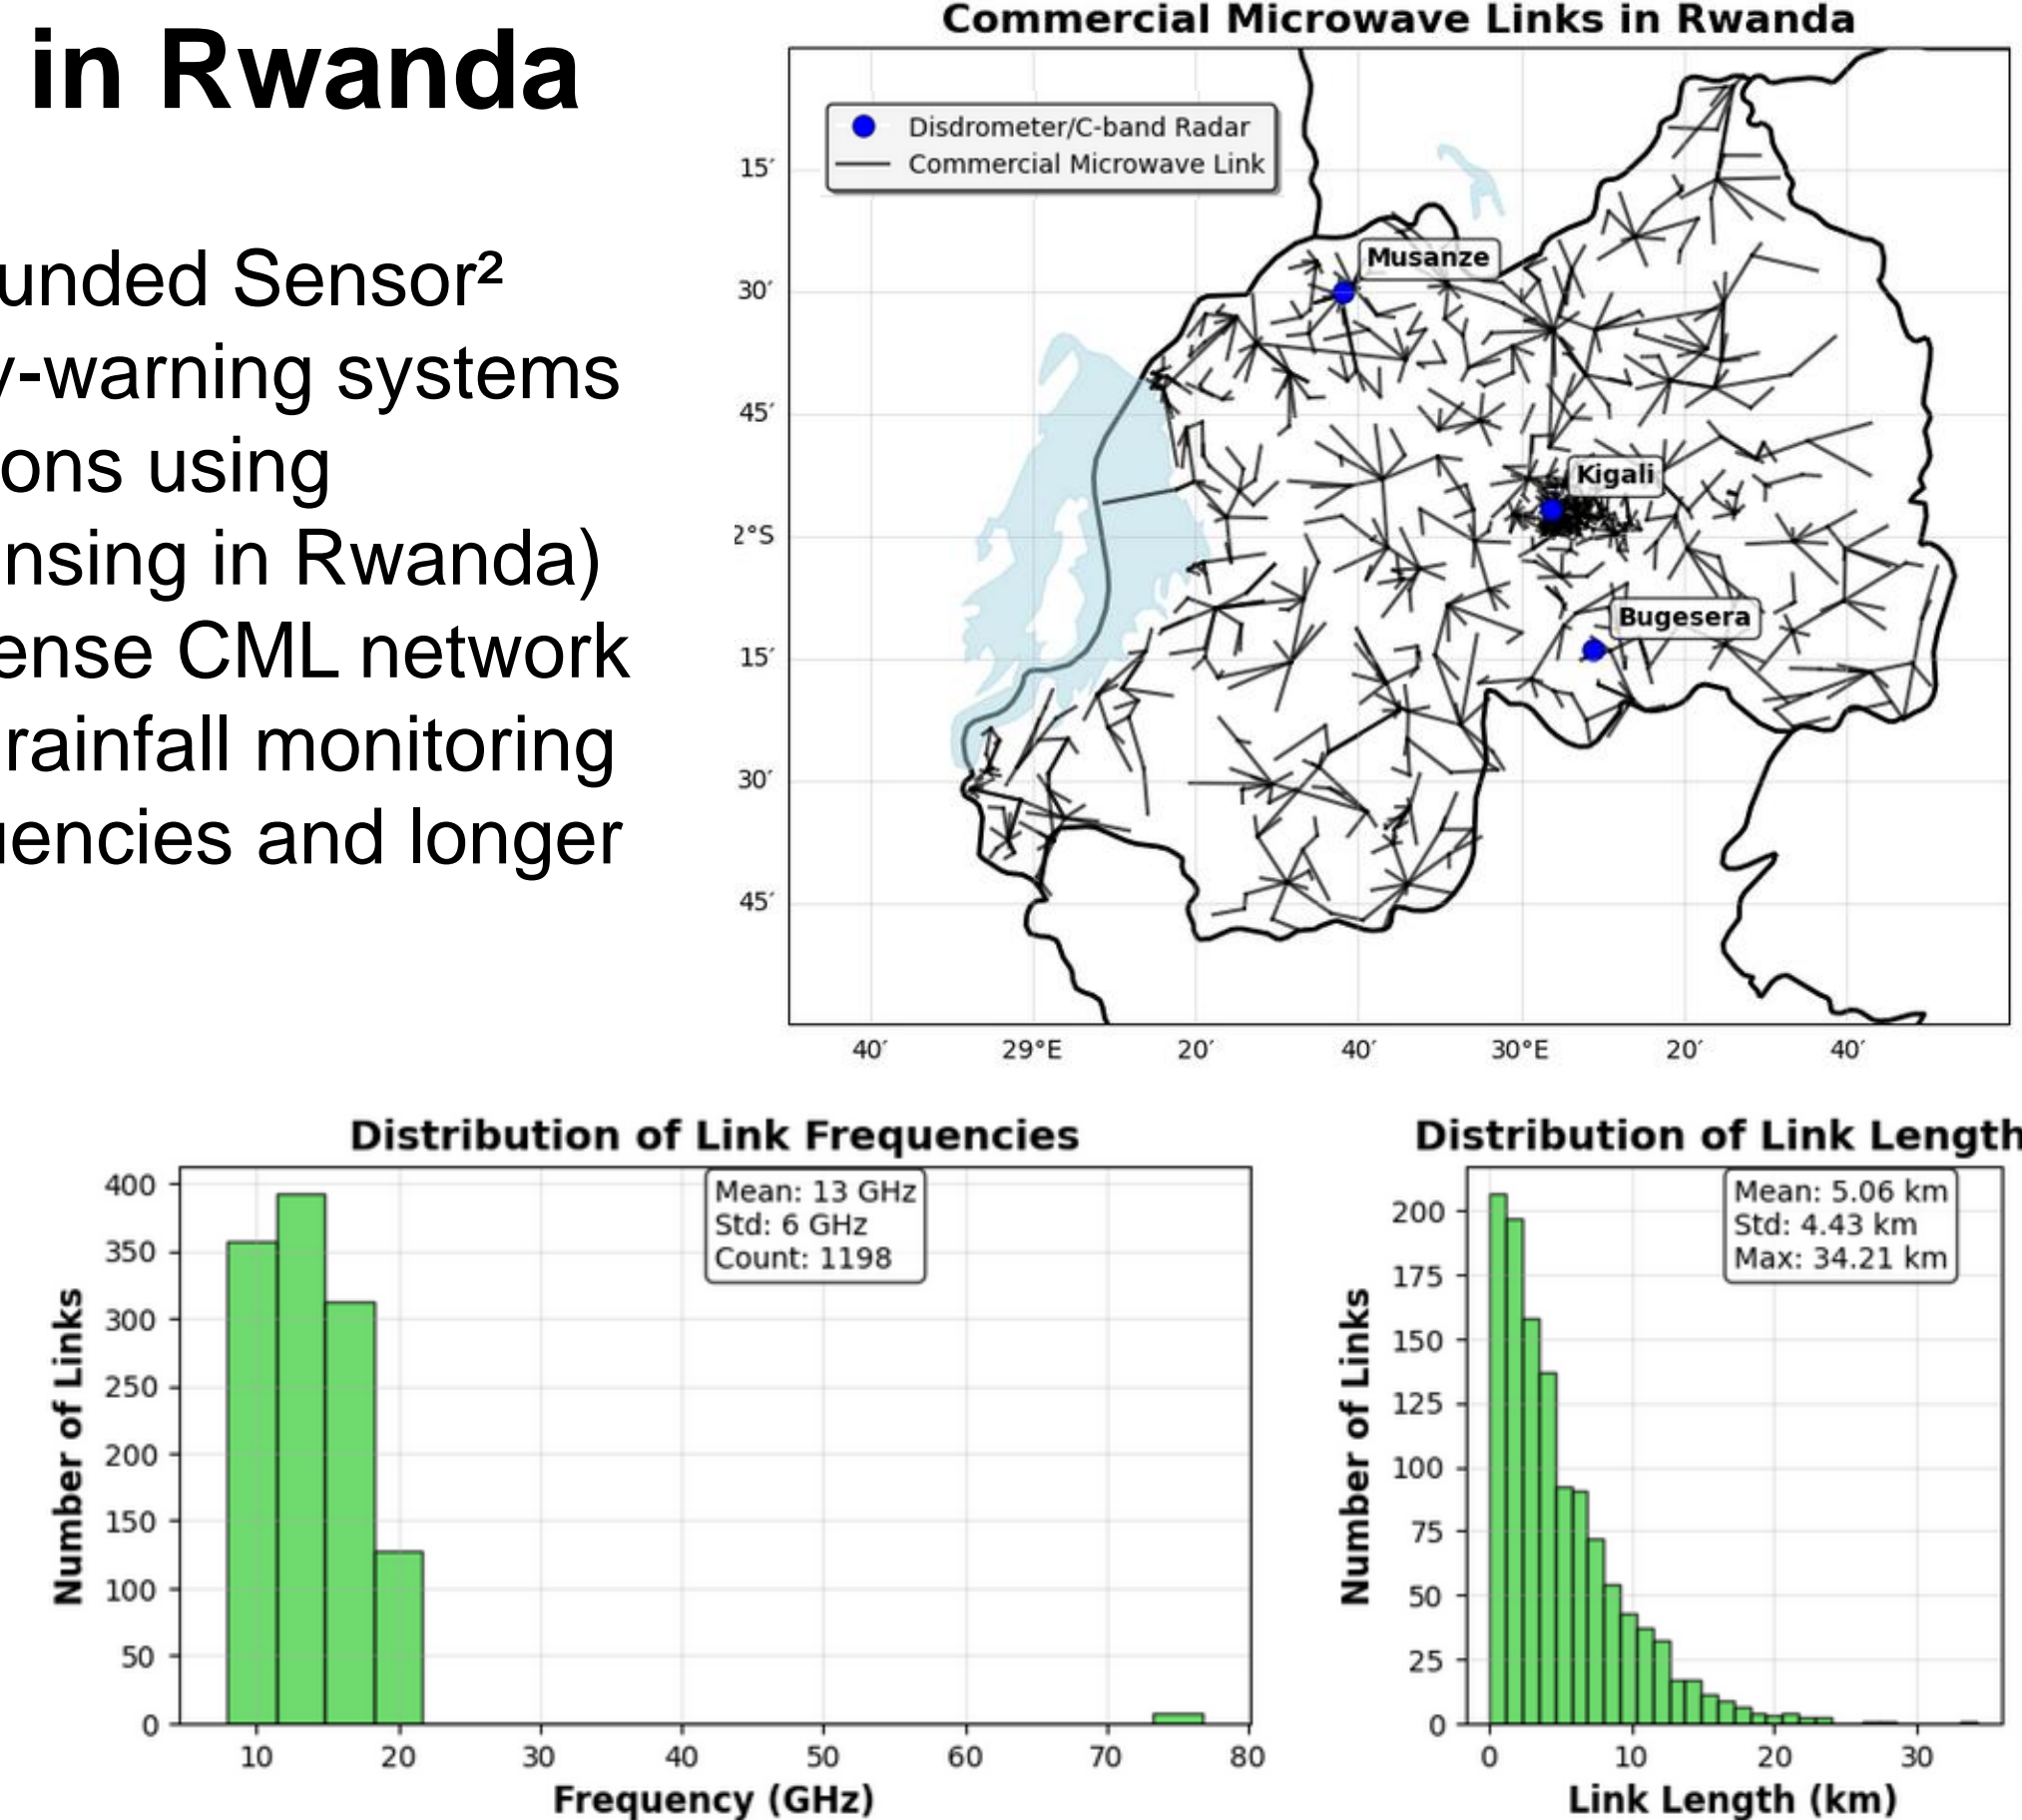 in Rwanda
unded Sensor²
y-warning systems
ons using
nsing in Rwanda)
ense CML network
rainfall monitoring
uencies and longer
Commercial Microwave Links in Rwanda
Disdrometer/C-band Radar
Commercial Microwave Link
Musanze
Kigali
Bugesera
15′
30′
45′
2°S
15′
30′
45′
40′ 29°E 20′ 40′ 30°E 20′ 40′
Distribution of Link Frequencies
Mean: 13 GHz
Std: 6 GHz
Count: 1198
Number of Links
400
350
300
250
200
150
100
50
0
10 20 30 40 50 60 70 80
Frequency (GHz)
Distribution of Link Length
Mean: 5.06 km
Std: 4.43 km
Max: 34.21 km
Number of Links
200
175
150
125
100
75
50
25
0
0 10 20 30
Link Length (km)